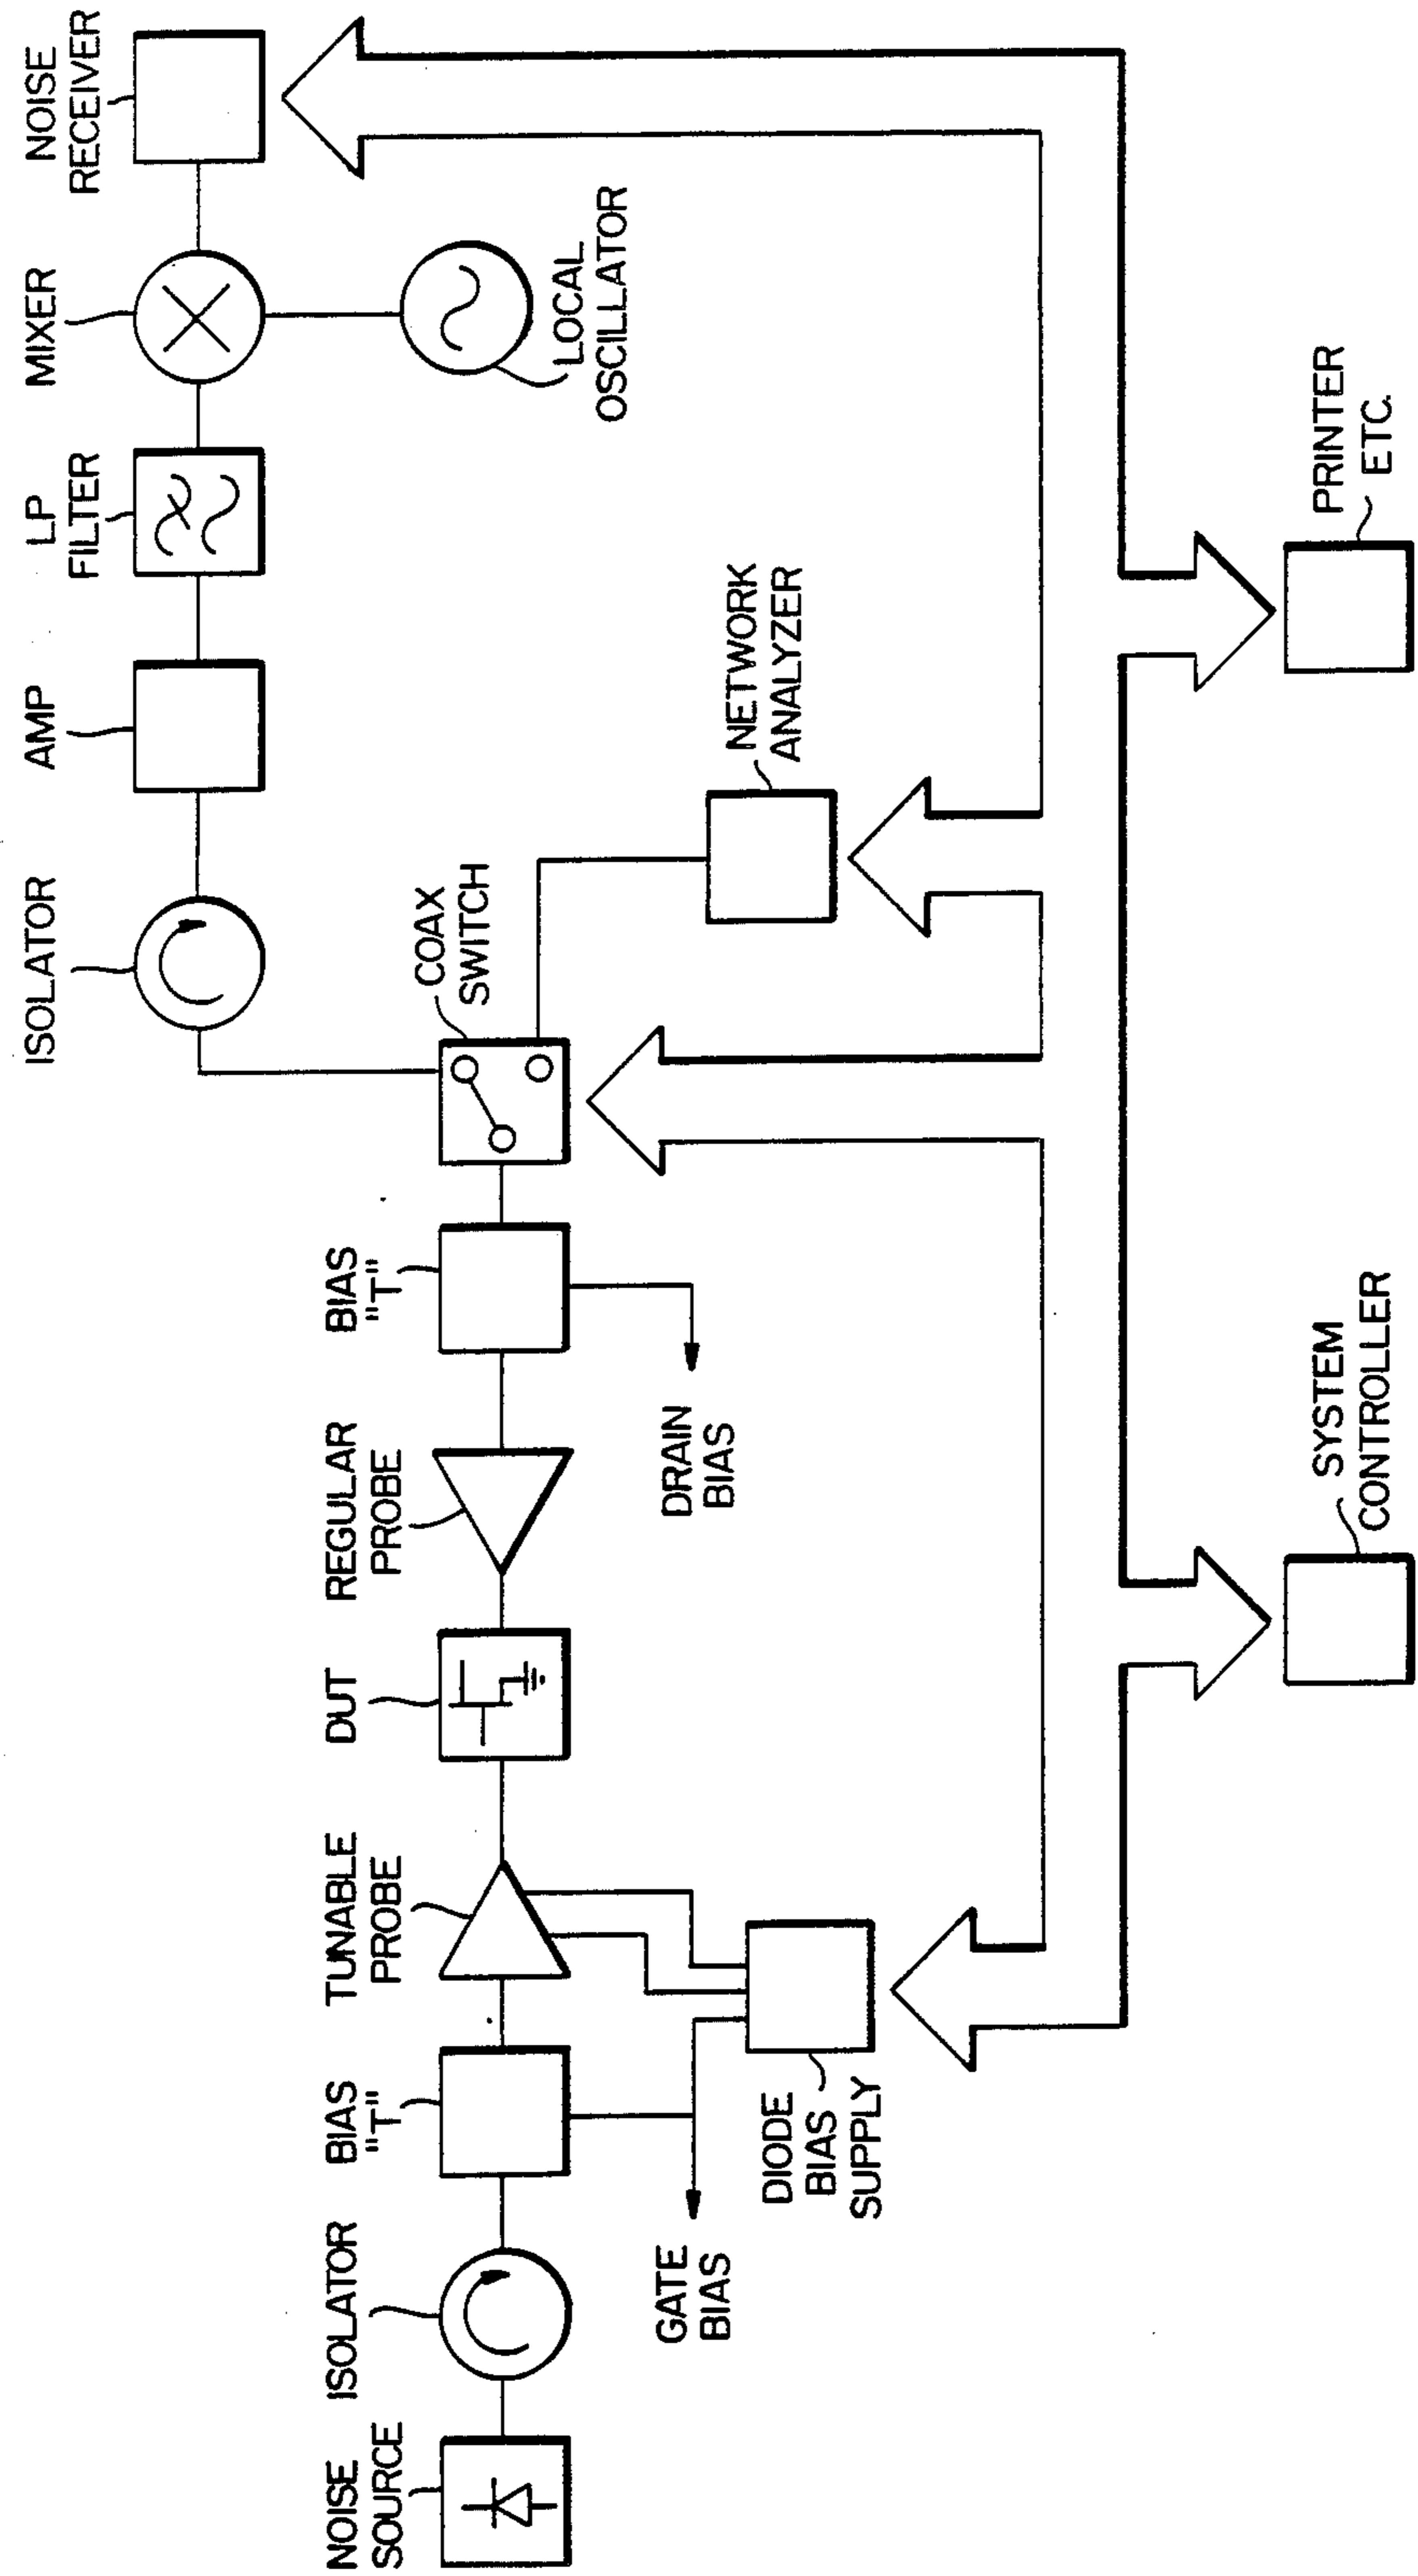 NOISE
RECEIVER
MIXER
LP
FILTER
AMP
ISOLATOR
LOCAL
OSCILLATOR
COAX
SWITCH
NETWORK
ANALYZER
NOISE
SOURCE
ISOLATOR
BIAS
"T"
TUNABLE
PROBE
DUT
REGULAR
PROBE
BIAS
"T"
GATE
BIAS
DIODE
BIAS
SUPPLY
DRAIN
BIAS
SYSTEM
CONTROLLER
PRINTER
ETC.